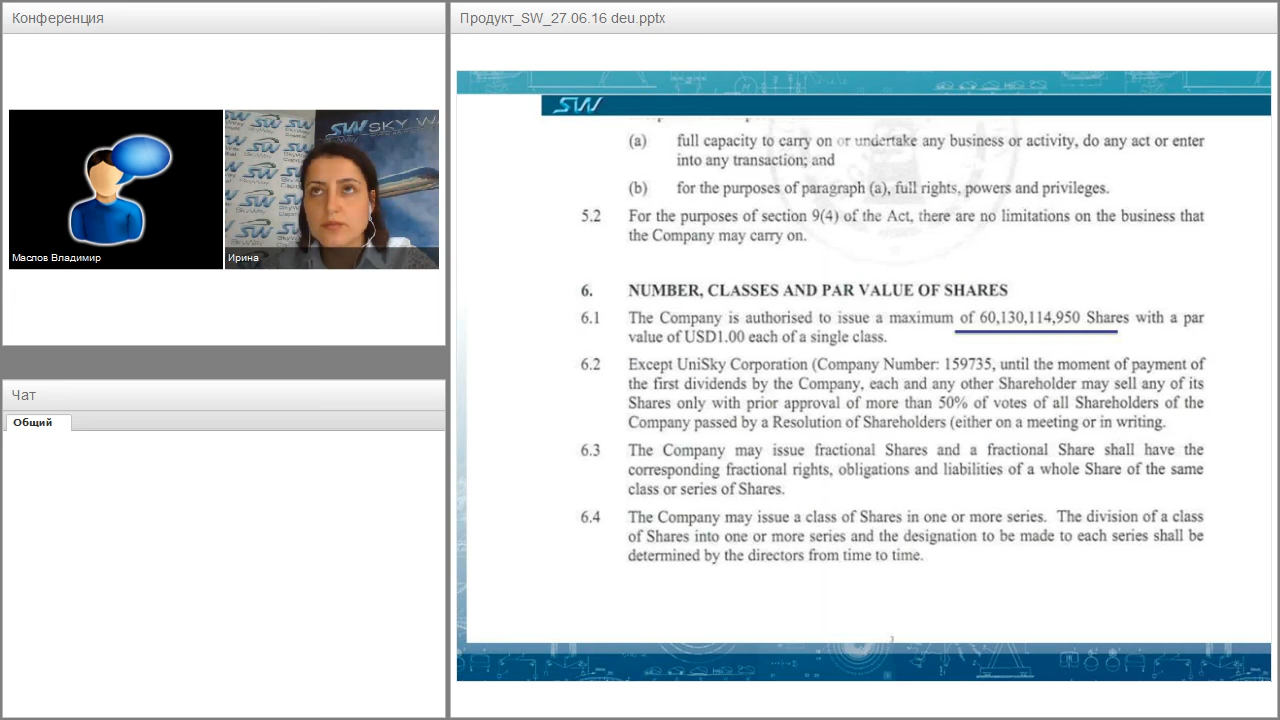 Конференция
Маслов Владимир
Ирина
SKY WA
SW
SkyWay
Capital
Чат
Общий
Продукт_SW_27.06.16 deu.pptx
SW
(a) full capacity to carry on or undertake any business or activity, do any act or enter
into any transaction; and
(b) for the purposes of paragraph (a), full rights, powers and privileges.
5.2 For the purposes of section 9(4) of the Act, there are no limitations on the business that
the Company may carry on.
6. NUMBER, CLASSES AND PAR VALUE OF SHARES
6.1 The Company is authorised to issue a maximum of 60,130,114,950 Shares with a par
value of USD1.00 each of a single class.
6.2 Except UniSky Corporation (Company Number: 159735, until the moment of payment of
the first dividends by the Company, each and any other Shareholder may sell any of its
Shares only with prior approval of more than 50% of votes of all Shareholders of the
Company passed by a Resolution of Shareholders (either on a meeting or in writing.
6.3 The Company may issue fractional Shares and a fractional Share shall have the
corresponding fractional rights, obligations and liabilities of a whole Share of the same
class or series of Shares.
6.4 The Company may issue a class of Shares in one or more series. The division of a class
of Shares into one or more series and the designation to be made to each series shall be
determined by the directors from time to time.
3